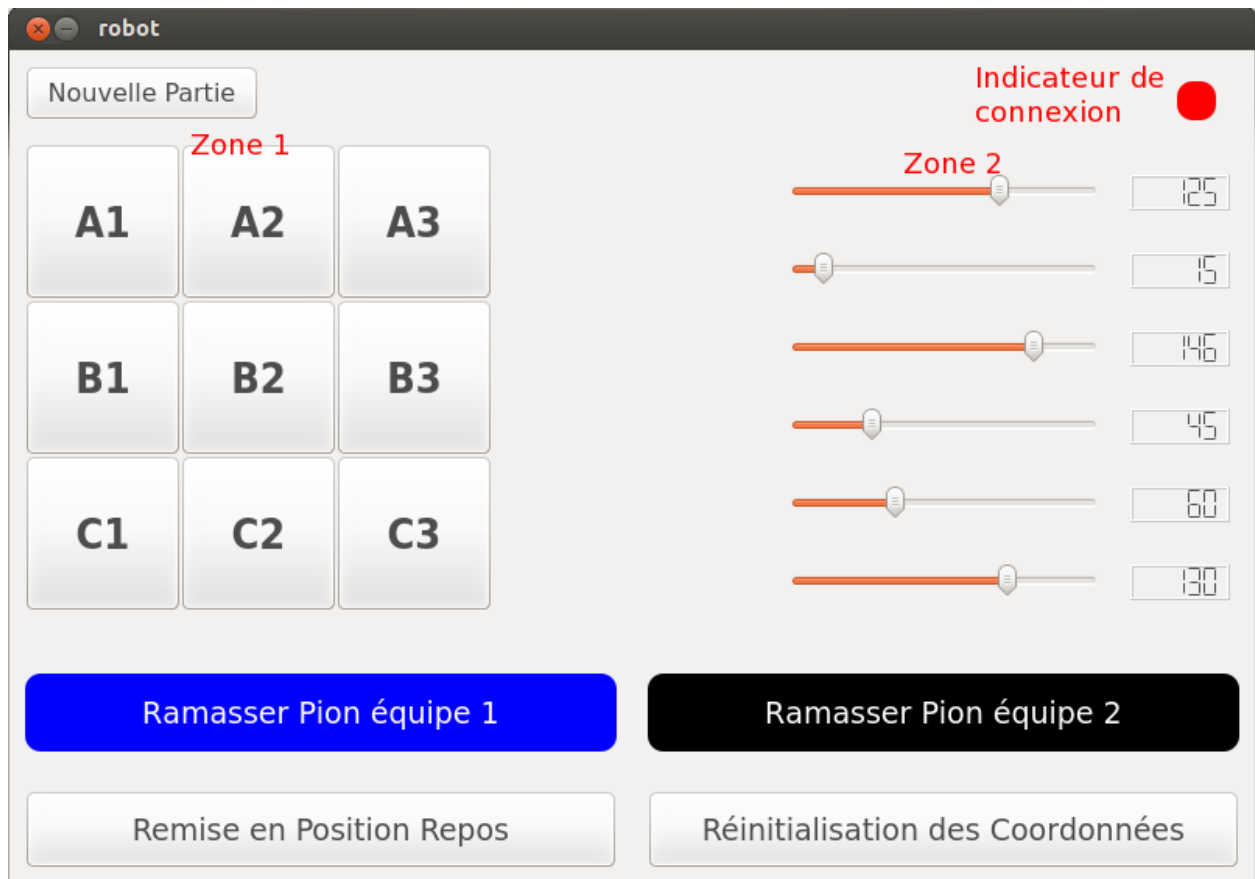 robot
Nouvelle Partie
Indicateur de
connexion
Zone 1
Zone 2
A1 A2 A3
B1 B2 B3
C1 C2 C3
125
15
146
45
60
130
Ramasser Pion équipe 1
Ramasser Pion équipe 2
Remise en Position Repos
Réinitialisation des Coordonnées